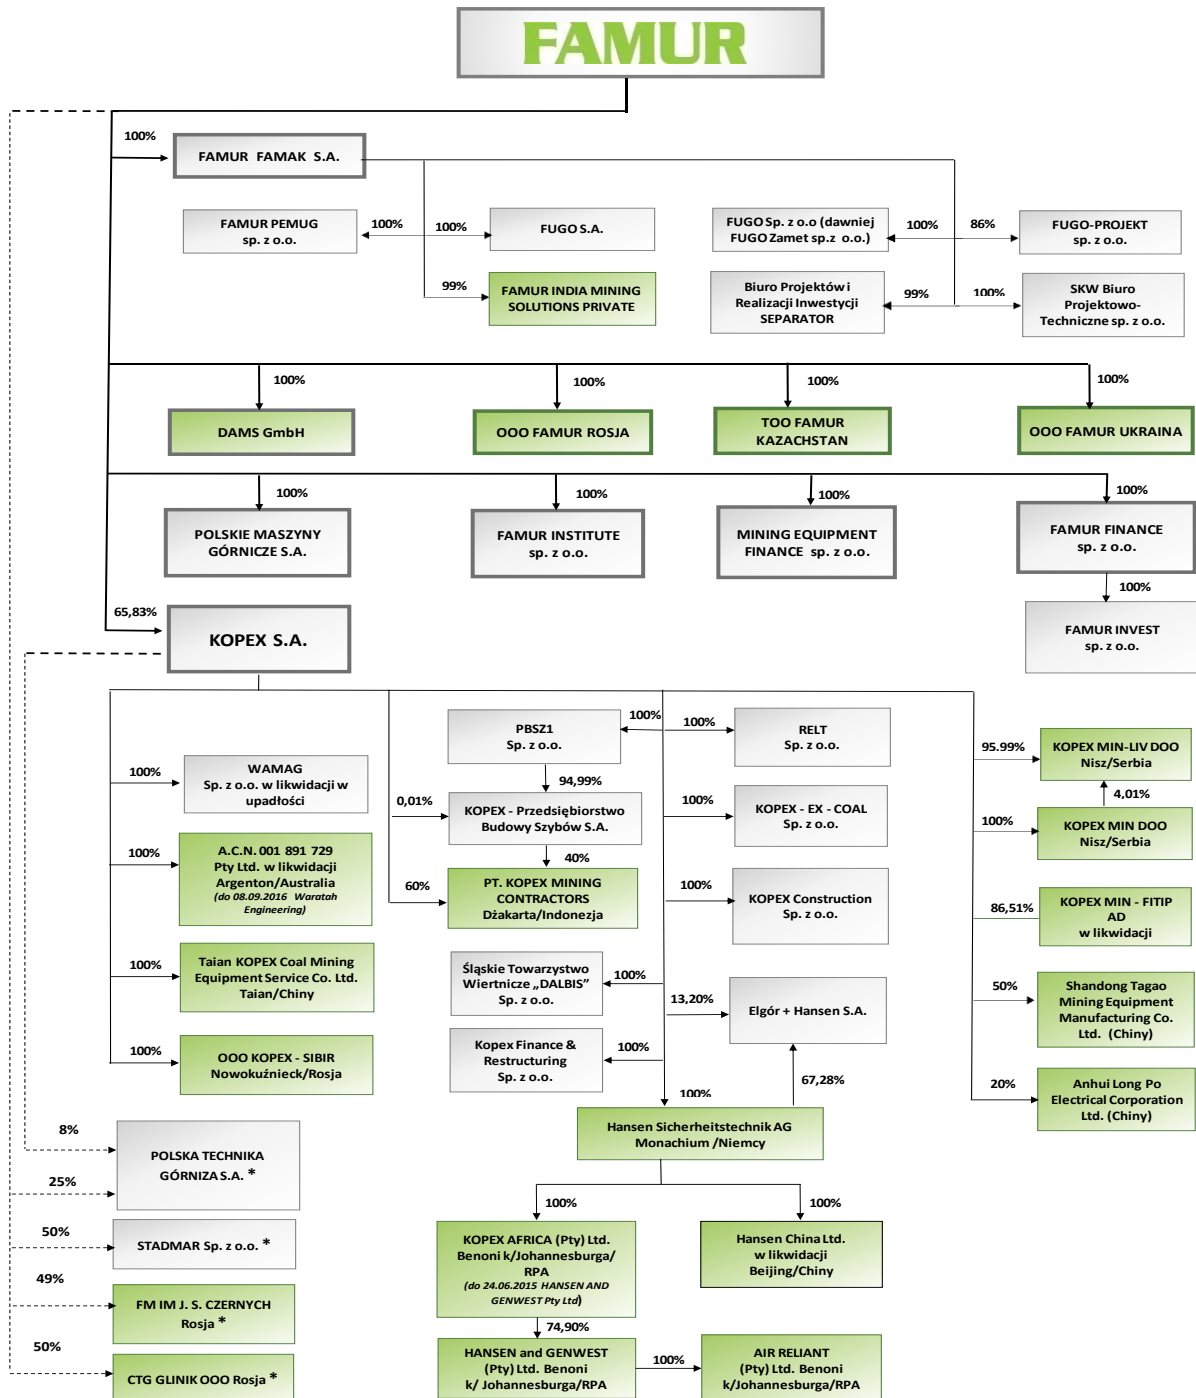 FAMUR
100%
FAMUR FAMAK S.A.
FAMUR PEMUG
sp. z o.o.
100%
100%
FUGO S.A.
FUGO Sp. z o.o (dawniej
FUGO Zamet sp.z o.o.)
100%
86%
FUGO-PROJEKT
sp. z o.o.
99%
FAMUR INDIA MINING
SOLUTIONS PRIVATE
Biuro Projektów i
Realizacji Inwestycji
SEPARATOR
99%
100%
SKW Biuro
Projektowo-
Techniczne sp. z o.o.
100%
100%
100%
100%
DAMS GmbH
OOO FAMUR ROSJA
TOO FAMUR
KAZACHSTAN
OOO FAMUR UKRAINA
100%
100%
100%
100%
POLSKIE MASZYNY
GÓRNICZE S.A.
FAMUR INSTITUTE
sp. z o.o.
MINING EQUIPMENT
FINANCE sp. z o.o.
FAMUR FINANCE
sp. z o.o.
100%
FAMUR INVEST
sp. z o.o.
65,83%
KOPEX S.A.
100%
WAMAG
Sp. z o.o. w likwidacji w
upadłości
100%
A.C.N. 001 891 729
Pty Ltd. w likwidacji
Argenton/Australia
(do 08.09.2016 Waratah
Engineering)
100%
Taian KOPEX Coal Mining
Equipment Service Co. Ltd.
Taian/Chiny
100%
OOO KOPEX - SIBIR
Nowokuźnieck/Rosja
PBSZ1
Sp. z o.o.
100%
100%
RELT
Sp. z o.o.
94,99%
0,01%
KOPEX - Przedsiębiorstwo
Budowy Szybów S.A.
100%
KOPEX - EX - COAL
Sp. z o.o.
40%
60%
PT. KOPEX MINING
CONTRACTORS
Dżakarta/Indonezja
100%
KOPEX Construction
Sp. z o.o.
Śląskie Towarzystwo
Wiertnicze „DALBIS”
Sp. z o.o.
100%
13,20%
Elgór + Hansen S.A.
Kopex Finance &
Restructuring
Sp. z o.o.
100%
67,28%
100%
Hansen Sicherheitstechnik AG
Monachium /Niemcy
95.99%
KOPEX MIN-LIV DOO
Nisz/Serbia
4,01%
100%
KOPEX MIN DOO
Nisz/Serbia
86,51%
KOPEX MIN - FITIP
AD
w likwidacji
50%
Shandong Tagao
Mining Equipment
Manufacturing Co.
Ltd. (Chiny)
20%
Anhui Long Po
Electrical Corporation
Ltd. (Chiny)
8%
POLSKA TECHNIKA
GÓRNIZA S.A. *
25%
50%
STADMAR Sp. z o.o. *
49%
FM IM J. S. CZERNYCH
Rosja *
50%
CTG GLINIK OOO Rosja *
100%
100%
KOPEX AFRICA (Pty) Ltd.
Benoni k/Johannesburga/
RPA
(do 24.06.2015 HANSEN AND
GENWEST Pty Ltd)
Hansen China Ltd.
w likwidacji
Beijing/Chiny
74,90%
HANSEN and GENWEST
(Pty) Ltd. Benoni
k/ Johannesburga/RPA
100%
AIR RELIANT
(Pty) Ltd. Benoni
k/Johannesburga/RPA